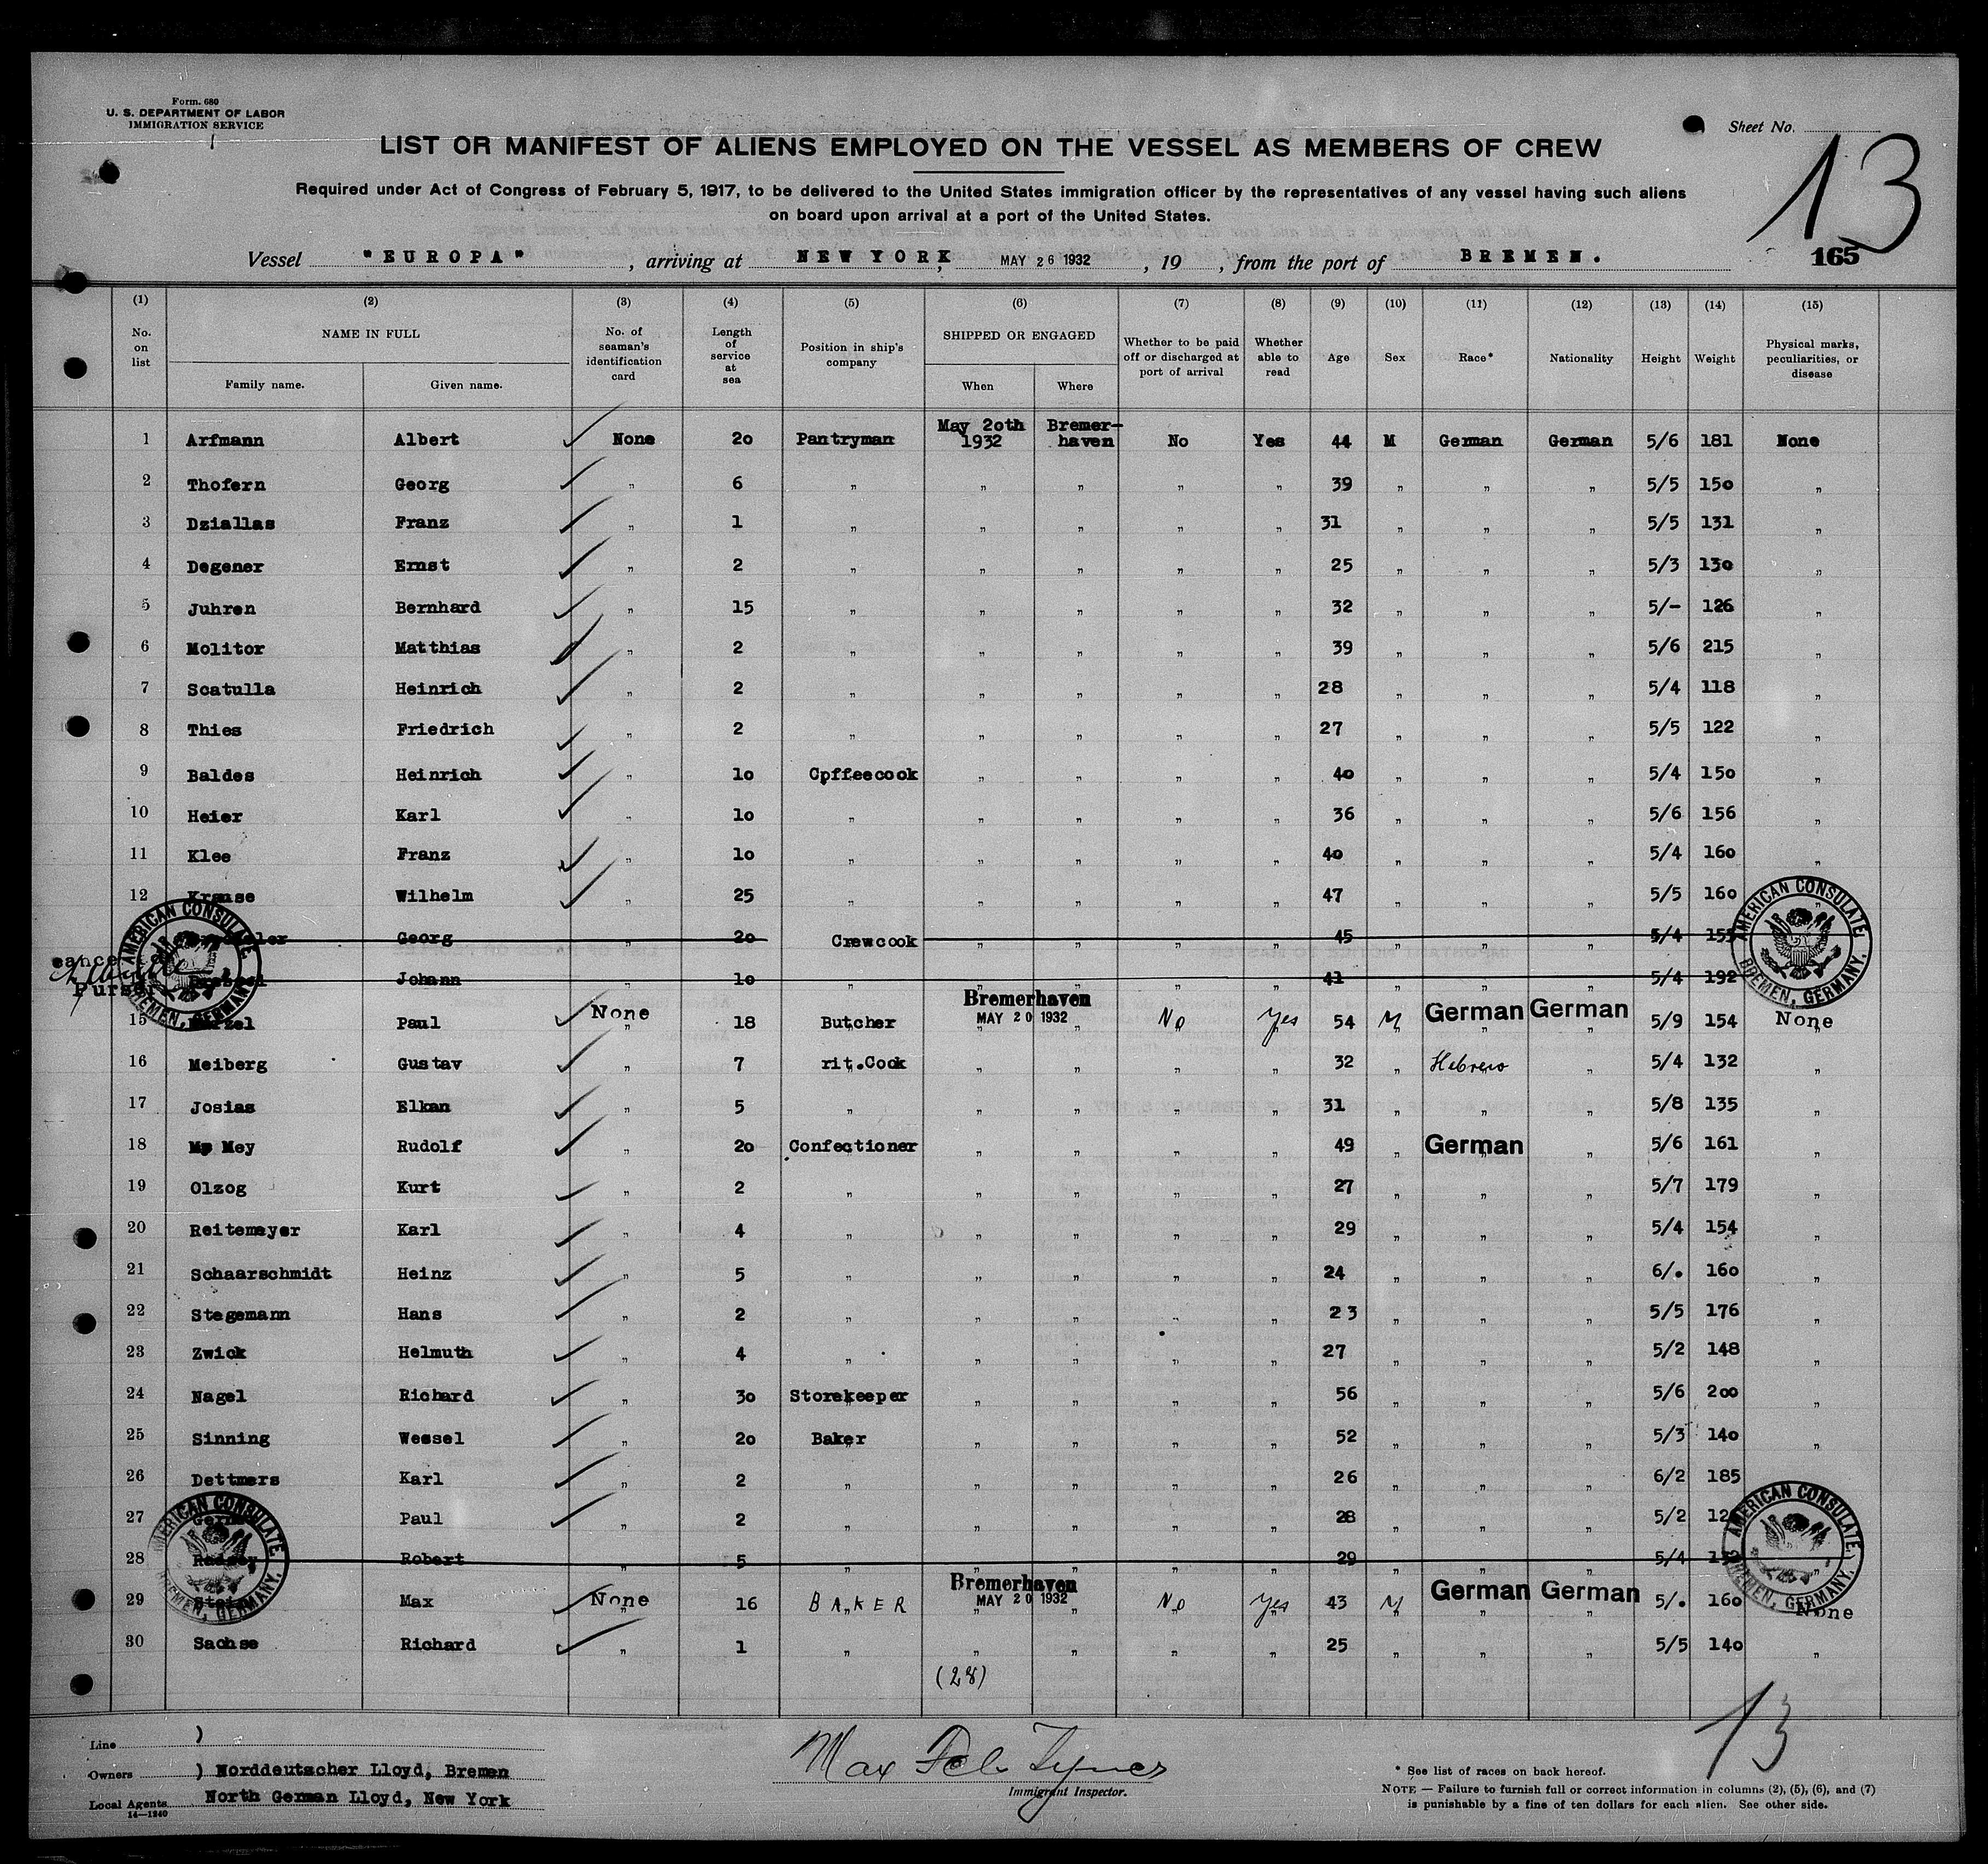 Form. 680
U. S. DEPARTMENT OF LABOR
IMMIGRATION SERVICE
Sheet No.
13
LIST OR MANIFEST OF ALIENS EMPLOYED ON THE VESSEL AS MEMBERS OF CREW
Required under Act of Congress of February 5, 1917, to be delivered to the United States immigration officer by the representatives of any vessel having such aliens
on board upon arrival at a port of the United States.
Vessel "EUROPA", arriving at NEW YORK, MAY 26 1932, 19 , from the port of BREMEN.
165
(1) (2) (3) (4) (5) (6) (7) (8) (9) (10) (11) (12) (13) (14) (15)
No. on list
NAME IN FULL
Family name. Given name.
No. of seaman's identification card
Length of service at sea
Position in ship's company
SHIPPED OR ENGAGED
When Where
Whether to be paid off or discharged at port of arrival
Whether able to read
Age
Sex
Race*
Nationality
Height
Weight
Physical marks, peculiarities, or disease
1 Arfmann Albert None 20 Pantryman May 20th 1932 Bremer-haven No Yes 44 M German German 5/6 181 None
2 Thofern Georg " 6 " " " " " 39 " " " 5/5 150 "
3 Dziallas Franz " 1 " " " " " 31 " " " 5/5 131 "
4 Degener Ernst " 2 " " " " " 25 " " " 5/3 130 "
5 Juhren Bernhard " 15 " " " " " 32 " " " 5/- 126 "
6 Molitor Matthias " 2 " " " " " 39 " " " 5/6 215 "
7 Scatulla Heinrich " 2 " " " " " 28 " " " 5/4 118 "
8 Thies Friedrich " 2 " " " " " 27 " " " 5/5 122 "
9 Baldes Heinrich " 10 Cpffeecook " " " " 40 " " " 5/4 150 "
10 Heier Karl " 10 " " " " " 36 " " " 5/6 156 "
11 Klee Franz " 10 " " " " " 40 " " " 5/4 160 "
12 Krause Wilhelm " 25 " " " " " 47 " " " 5/5 160
Georg 20 Crewcook " " " " 45 " " " 5/4 155
Johann 10 " " " " " 41 " " " 5/4 192
Purser
AMERICAN CONSULATE
BREMEN, GERMANY.
AMERICAN CONSULATE
BREMEN, GERMANY.
15 Paul None 18 Butcher Bremerhaven MAY 20 1932 " No Yes 54 M German German 5/9 154 None
16 Meiberg Gustav " 7 rit.Cook " " " " 32 " Hebrew " 5/4 132 "
17 Josias Elkan " 5 " " " " " 31 " " " 5/8 135 "
18 Mey Rudolf " 20 Confectioner " " " " 49 " German " 5/6 161 "
19 Olzog Kurt " 2 " " " " " 27 " " " 5/7 179 "
20 Reitemeyer Karl " 4 " " " " " 29 " " " 5/4 154 "
21 Schaarschmidt Heinz " 5 " " " " " 24 " " " 6/. 160 "
22 Stegemann Hans " 2 " " " " " 23 " " " 5/5 176 "
23 Zwick Helmuth " 4 " " " " " 27 " " " 5/2 148 "
24 Nagel Richard " 30 Storekeeper " " " " 56 " " " 5/6 200 "
25 Sinning Wessel " 20 Baker " " " " 52 " " " 5/3 140 "
26 Dettmers Karl " 2 " " " " " 26 " " " 6/2 185
27 Paul " 2 " " " " " 28 " " " 5/2
28 Robert " 5 " " " " " 29 " " " 5/4
AMERICAN CONSULATE
BREMEN, GERMANY.
AMERICAN CONSULATE
BREMEN, GERMANY.
29 Max None 16 BAKER Bremerhaven MAY 20 1932 " No Yes 43 M German German 5/. 160 None
30 Sachse Richard " 1 " " " " " 25 " " " 5/5 140 "
(28)
13
Line )
Owners ) Norddeutscher Lloyd, Bremen
Local Agents North German Lloyd, New York
14—1240
Max
Immigrant Inspector.
* See list of races on back hereof.
NOTE — Failure to furnish full or correct information in columns (2), (5), (6), and (7)
is punishable by a fine of ten dollars for each alien. See other side.